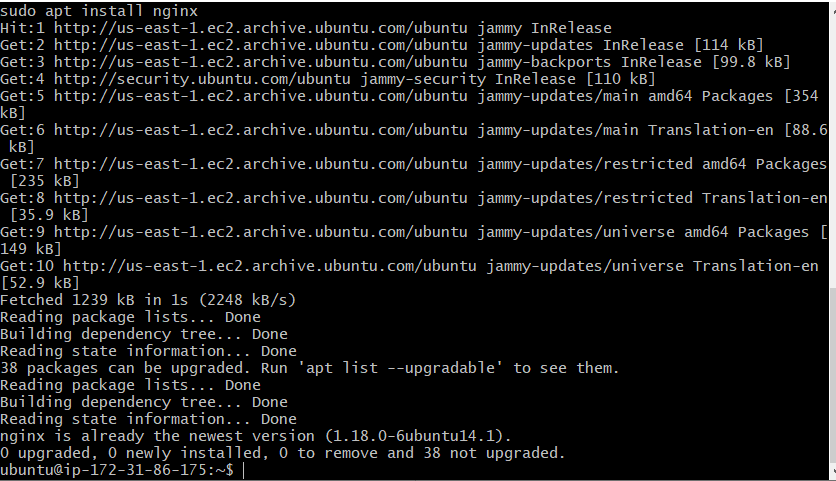 sudo apt install nginx
Hit:1 http://us-east-1.ec2.archive.ubuntu.com/ubuntu jammy InRelease
Get:2 http://us-east-1.ec2.archive.ubuntu.com/ubuntu jammy-updates InRelease [114 kB]
Get:3 http://us-east-1.ec2.archive.ubuntu.com/ubuntu jammy-backports InRelease [99.8 kB]
Get:4 http://security.ubuntu.com/ubuntu jammy-security InRelease [110 kB]
Get:5 http://us-east-1.ec2.archive.ubuntu.com/ubuntu jammy-updates/main amd64 Packages [354
kB]
Get:6 http://us-east-1.ec2.archive.ubuntu.com/ubuntu jammy-updates/main Translation-en [88.6
 kB]
Get:7 http://us-east-1.ec2.archive.ubuntu.com/ubuntu jammy-updates/restricted amd64 Packages
 [235 kB]
Get:8 http://us-east-1.ec2.archive.ubuntu.com/ubuntu jammy-updates/restricted Translation-en
 [35.9 kB]
Get:9 http://us-east-1.ec2.archive.ubuntu.com/ubuntu jammy-updates/universe amd64 Packages [
149 kB]
Get:10 http://us-east-1.ec2.archive.ubuntu.com/ubuntu jammy-updates/universe Translation-en
[52.9 kB]
Fetched 1239 kB in 1s (2248 kB/s)
Reading package lists... Done
Building dependency tree... Done
Reading state information... Done
38 packages can be upgraded. Run 'apt list --upgradable' to see them.
Reading package lists... Done
Building dependency tree... Done
Reading state information... Done
nginx is already the newest version (1.18.0-6ubuntu14.1).
0 upgraded, 0 newly installed, 0 to remove and 38 not upgraded.
ubuntu@ip-172-31-86-175:~$